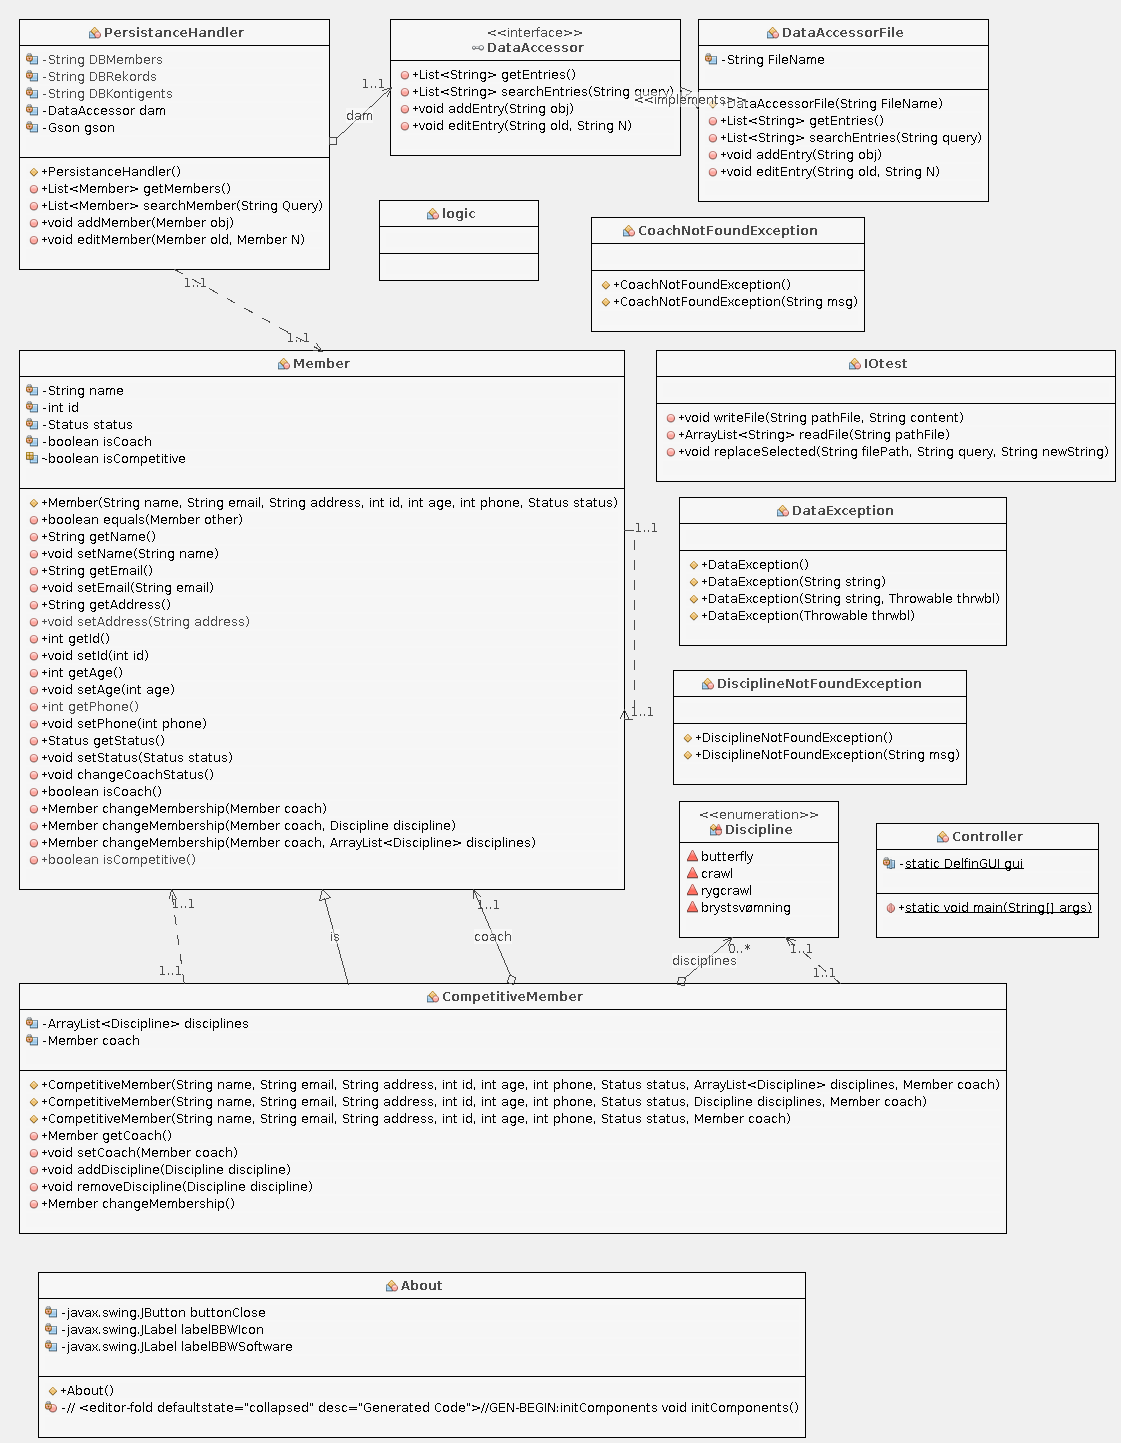 PersistanceHandler
-String DBMembers
-String DBRekords
-String DBKontigents
-DataAccessor dam
-Gson gson
+PersistanceHandler()
+List<Member> getMembers()
+List<Member> searchMember(String Query)
+void addMember(Member obj)
+void editMember(Member old, Member N)
1..1
dam
<<interface>>
DataAccessor
+List<String> getEntries()
+List<String> searchEntries(String query)
+void addEntry(String obj)
+void editEntry(String old, String N)
<<implements>>
DataAccessorFile
-String FileName
+DataAccessorFile(String FileName)
+List<String> getEntries()
+List<String> searchEntries(String query)
+void addEntry(String obj)
+void editEntry(String old, String N)
logic
CoachNotFoundException
+CoachNotFoundException()
+CoachNotFoundException(String msg)
1..1
1..1
Member
-String name
-int id
-Status status
-boolean isCoach
~boolean isCompetitive
+Member(String name, String email, String address, int id, int age, int phone, Status status)
+boolean equals(Member other)
+String getName()
+void setName(String name)
+String getEmail()
+void setEmail(String email)
+String getAddress()
+void setAddress(String address)
+int getId()
+void setId(int id)
+int getAge()
+void setAge(int age)
+int getPhone()
+void setPhone(int phone)
+Status getStatus()
+void setStatus(Status status)
+void changeCoachStatus()
+boolean isCoach()
+Member changeMembership(Member coach)
+Member changeMembership(Member coach, Discipline discipline)
+Member changeMembership(Member coach, ArrayList<Discipline> disciplines)
+boolean isCompetitive()
1..1
1..1
IOtest
+void writeFile(String pathFile, String content)
+ArrayList<String> readFile(String pathFile)
+void replaceSelected(String filePath, String query, String newString)
DataException
+DataException()
+DataException(String string)
+DataException(String string, Throwable thrwbl)
+DataException(Throwable thrwbl)
DisciplineNotFoundException
+DisciplineNotFoundException()
+DisciplineNotFoundException(String msg)
<<enumeration>>
Discipline
butterfly
crawl
rygcrawl
brystsvømning
Controller
-static DelfinGUI gui
+static void main(String[] args)
1..1
1..1
is
1..1
coach
0..*
disciplines
1..1
1..1
CompetitiveMember
-ArrayList<Discipline> disciplines
-Member coach
+CompetitiveMember(String name, String email, String address, int id, int age, int phone, Status status, ArrayList<Discipline> disciplines, Member coach)
+CompetitiveMember(String name, String email, String address, int id, int age, int phone, Status status, Discipline disciplines, Member coach)
+CompetitiveMember(String name, String email, String address, int id, int age, int phone, Status status, Member coach)
+Member getCoach()
+void setCoach(Member coach)
+void addDiscipline(Discipline discipline)
+void removeDiscipline(Discipline discipline)
+Member changeMembership()
About
-javax.swing.JButton buttonClose
-javax.swing.JLabel labelBBWIcon
-javax.swing.JLabel labelBBWSoftware
+About()
-// <editor-fold defaultstate="collapsed" desc="Generated Code">//GEN-BEGIN:initComponents void initComponents()